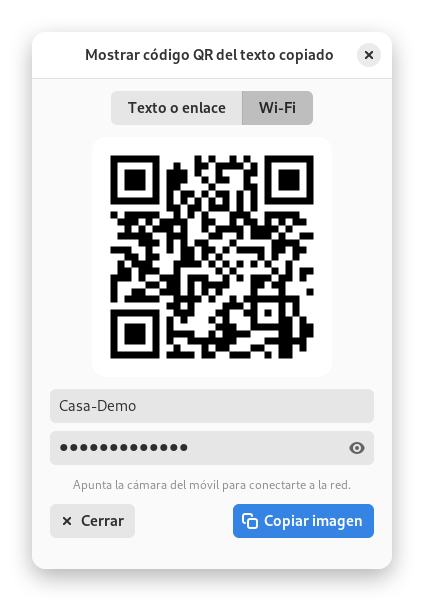 Mostrar código QR del texto copiado
Texto o enlace
Wi-Fi
Casa-Demo
●●●●●●●●●●●●●
Apunta la cámara del móvil para conectarte a la red.
Cerrar
Copiar imagen